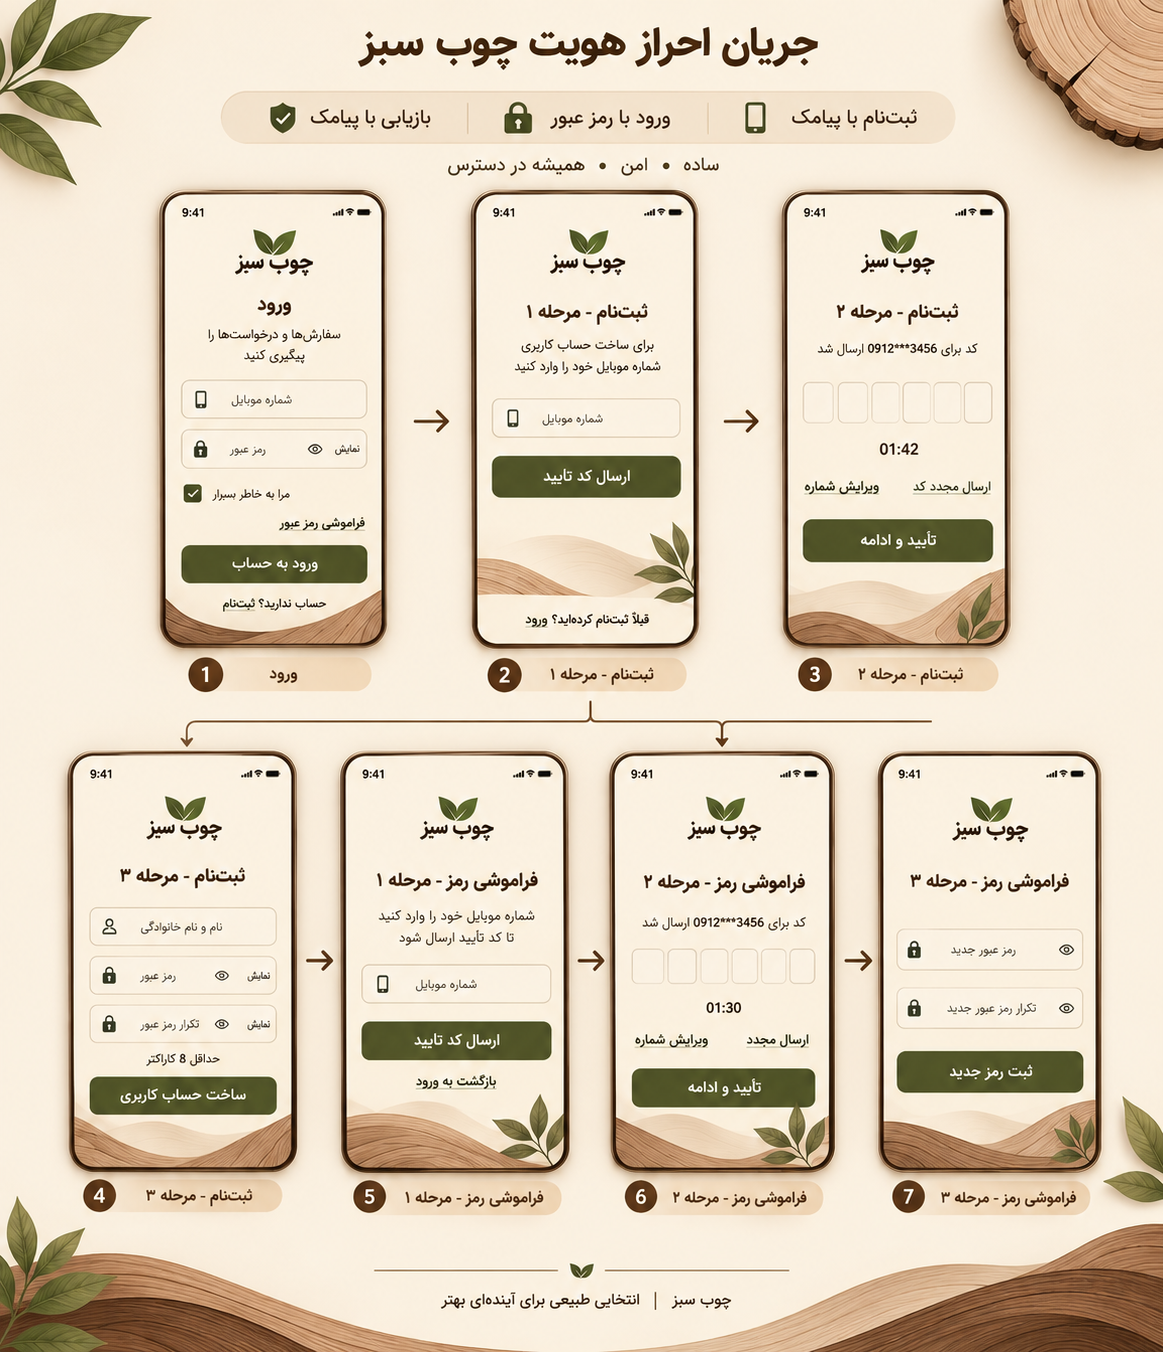 جریان احراز هویت چوب سبز
ثبت‌نام با پیامک
ورود با رمز عبور
بازیابی با پیامک
ساده • امن • همیشه در دسترس
9:41
چوب سبز
ورود
سفارش‌ها و درخواست‌ها را
پیگیری کنید
شماره موبایل
رمز عبور
نمایش
مرا به خاطر بسپار
فراموشی رمز عبور
ورود به حساب
حساب ندارید؟ ثبت‌نام
1
ورود
9:41
چوب سبز
ثبت‌نام - مرحله ۱
برای ساخت حساب کاربری
شماره موبایل خود را وارد کنید
شماره موبایل
ارسال کد تایید
قبلاً ثبت‌نام کرده‌اید؟ ورود
2
ثبت‌نام - مرحله ۱
9:41
چوب سبز
ثبت‌نام - مرحله ۲
کد برای 3456***0912 ارسال شد
01:42
ارسال مجدد کد
ویرایش شماره
تأیید و ادامه
3
ثبت‌نام - مرحله ۲
9:41
چوب سبز
ثبت‌نام - مرحله ۳
نام و نام خانوادگی
رمز عبور
نمایش
تکرار رمز عبور
نمایش
حداقل 8 کاراکتر
ساخت حساب کاربری
4
ثبت‌نام - مرحله ۳
9:41
چوب سبز
فراموشی رمز - مرحله ۱
شماره موبایل خود را وارد کنید
تا کد تأیید ارسال شود
شماره موبایل
ارسال کد تایید
بازگشت به ورود
5
فراموشی رمز - مرحله ۱
9:41
چوب سبز
فراموشی رمز - مرحله ۲
کد برای 3456***0912 ارسال شد
01:30
ارسال مجدد
ویرایش شماره
تأیید و ادامه
6
فراموشی رمز - مرحله ۲
9:41
چوب سبز
فراموشی رمز - مرحله ۳
رمز عبور جدید
تکرار رمز عبور جدید
ثبت رمز جدید
7
فراموشی رمز - مرحله ۳
چوب سبز | انتخابی طبیعی برای آینده‌ای بهتر